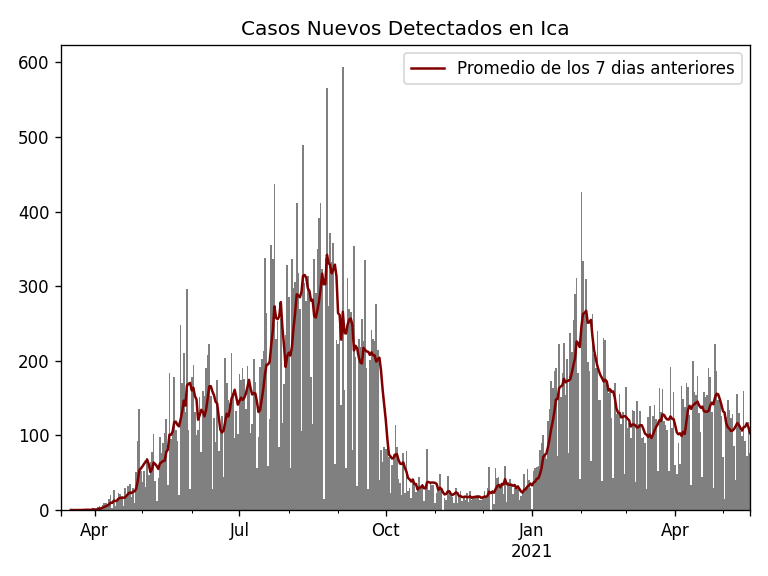 Casos Nuevos Detectados en Ica
Promedio de los 7 dias anteriores
600
500
400
300
200
100
0
Apr Jul Oct Jan Apr
2021